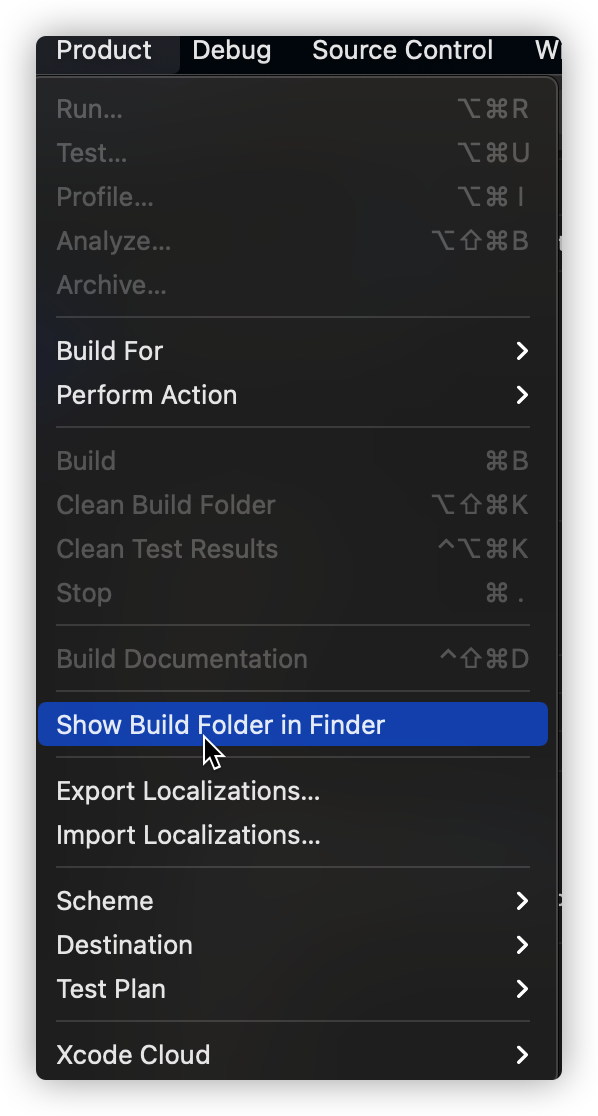 Product Debug Source Control
Run... ⌥⌘R
Test... ⌥⌘U
Profile... ⌥⌘I
Analyze... ⌥⇧⌘B
Archive...
Build For
Perform Action
Build ⌘B
Clean Build Folder ⌥⇧⌘K
Clean Test Results ^⌥⌘K
Stop ⌘.
Build Documentation ^⇧⌘D
Show Build Folder in Finder
Export Localizations...
Import Localizations...
Scheme
Destination
Test Plan
Xcode Cloud